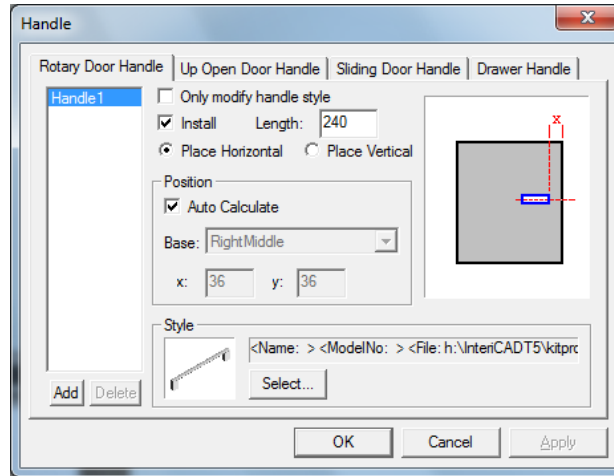 Handle
Rotary Door Handle Up Open Door Handle Sliding Door Handle Drawer Handle
Handle1
Only modify handle style
Install Length: 240
Place Horizontal Place Vertical
x
Position
Auto Calculate
Base: RightMiddle
x: 36 y: 36
Style
<Name: > <ModelNo: > <File: h:\InteriCADT5\kitpro
Select...
Add Delete
OK Cancel Apply